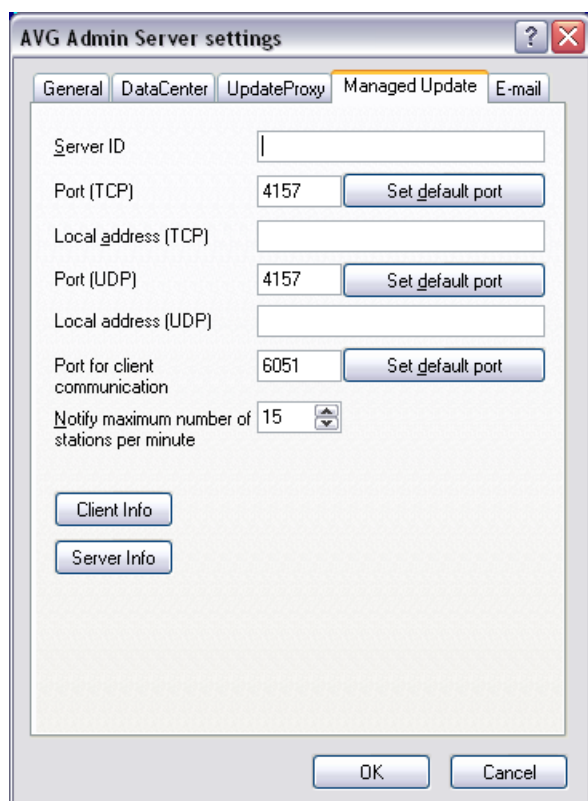 AVG Admin Server settings
General DataCenter UpdateProxy Managed Update E-mail
Server ID
Port (TCP) 4157 Set default port
Local address (TCP)
Port (UDP) 4157 Set default port
Local address (UDP)
Port for client
communication 6051 Set default port
Notify maximum number of
stations per minute 15
Client Info
Server Info
OK Cancel